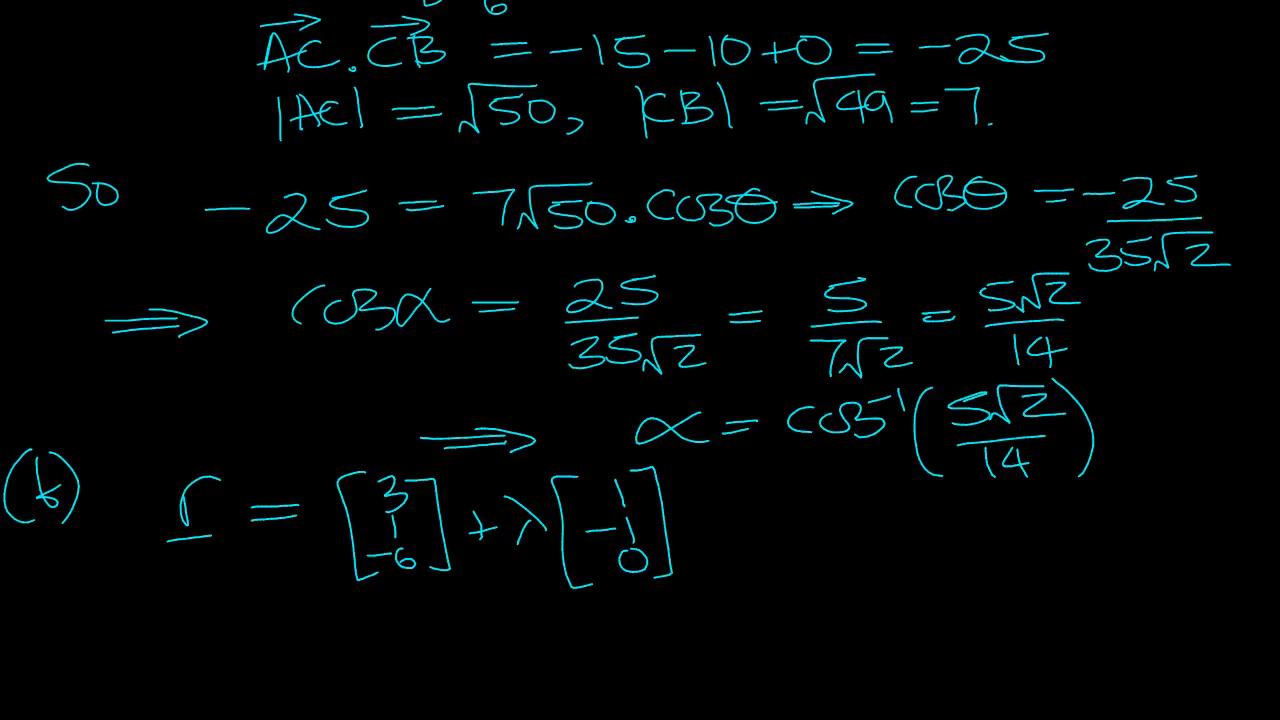 6
AC⃗.CB⃗ = -15-10+0 = -25
|AC| = √50, |CB| = √49 = 7.
So -25 = 7√50.cosθ ⇒ cosθ = -25/35√2
⇒ cosα = 25/35√2 = 5/7√2 = 5√2/14
⇒ α = cos⁻¹(5√2/14)
(b) r = [3 1 -6] + λ[1 -1 0]